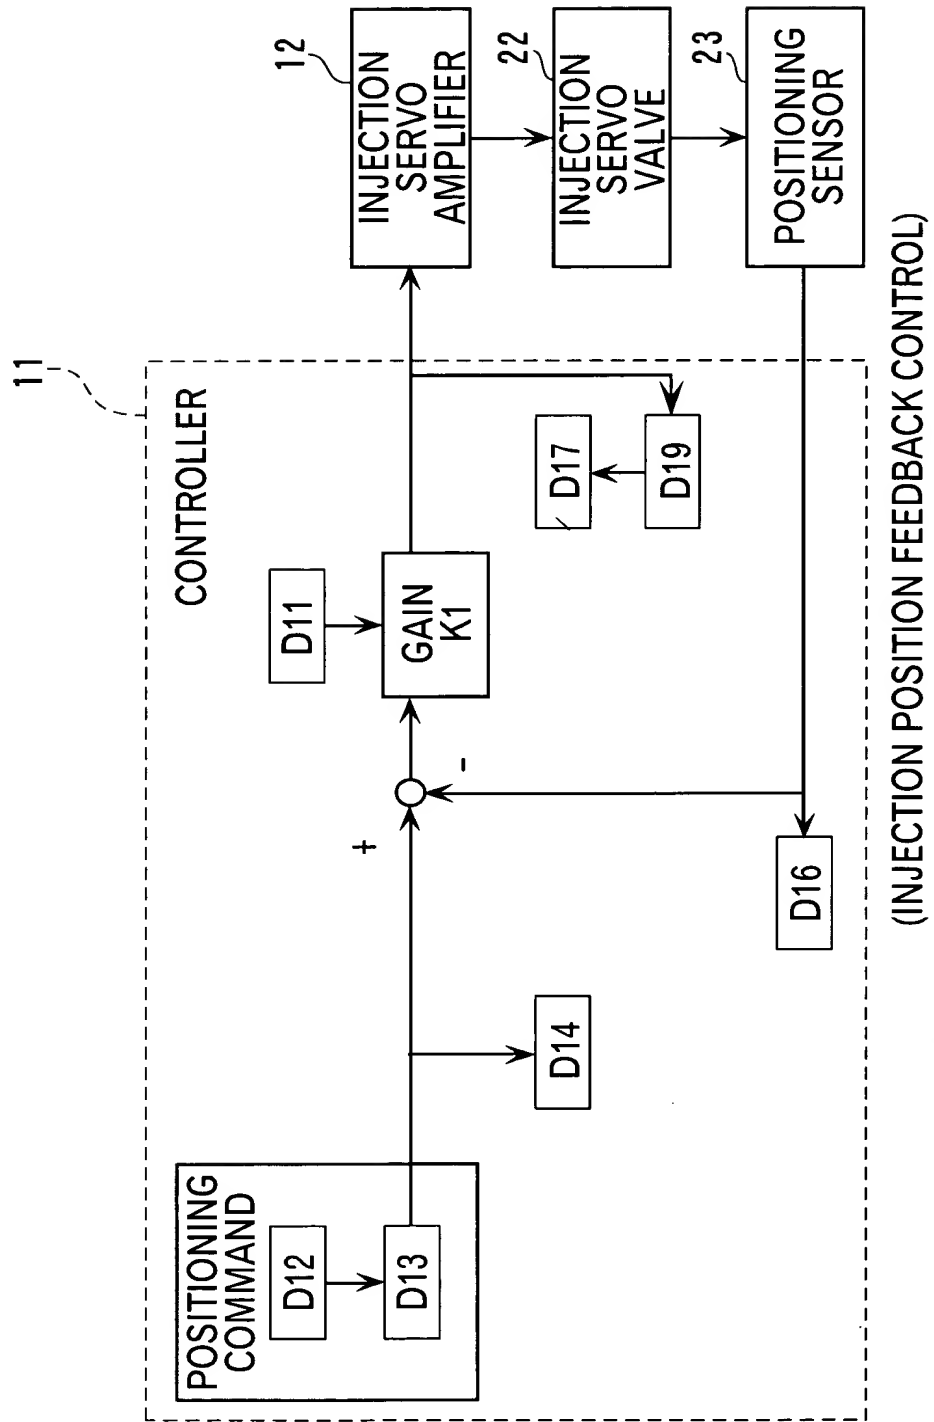 11
CONTROLLER
POSITIONING
COMMAND
D12
D13
D14
+
-
D11
GAIN
K1
D17
D19
D16
12
INJECTION
SERVO
AMPLIFIER
22
INJECTION
SERVO
VALVE
23
POSITIONING
SENSOR
(INJECTION POSITION FEEDBACK CONTROL)